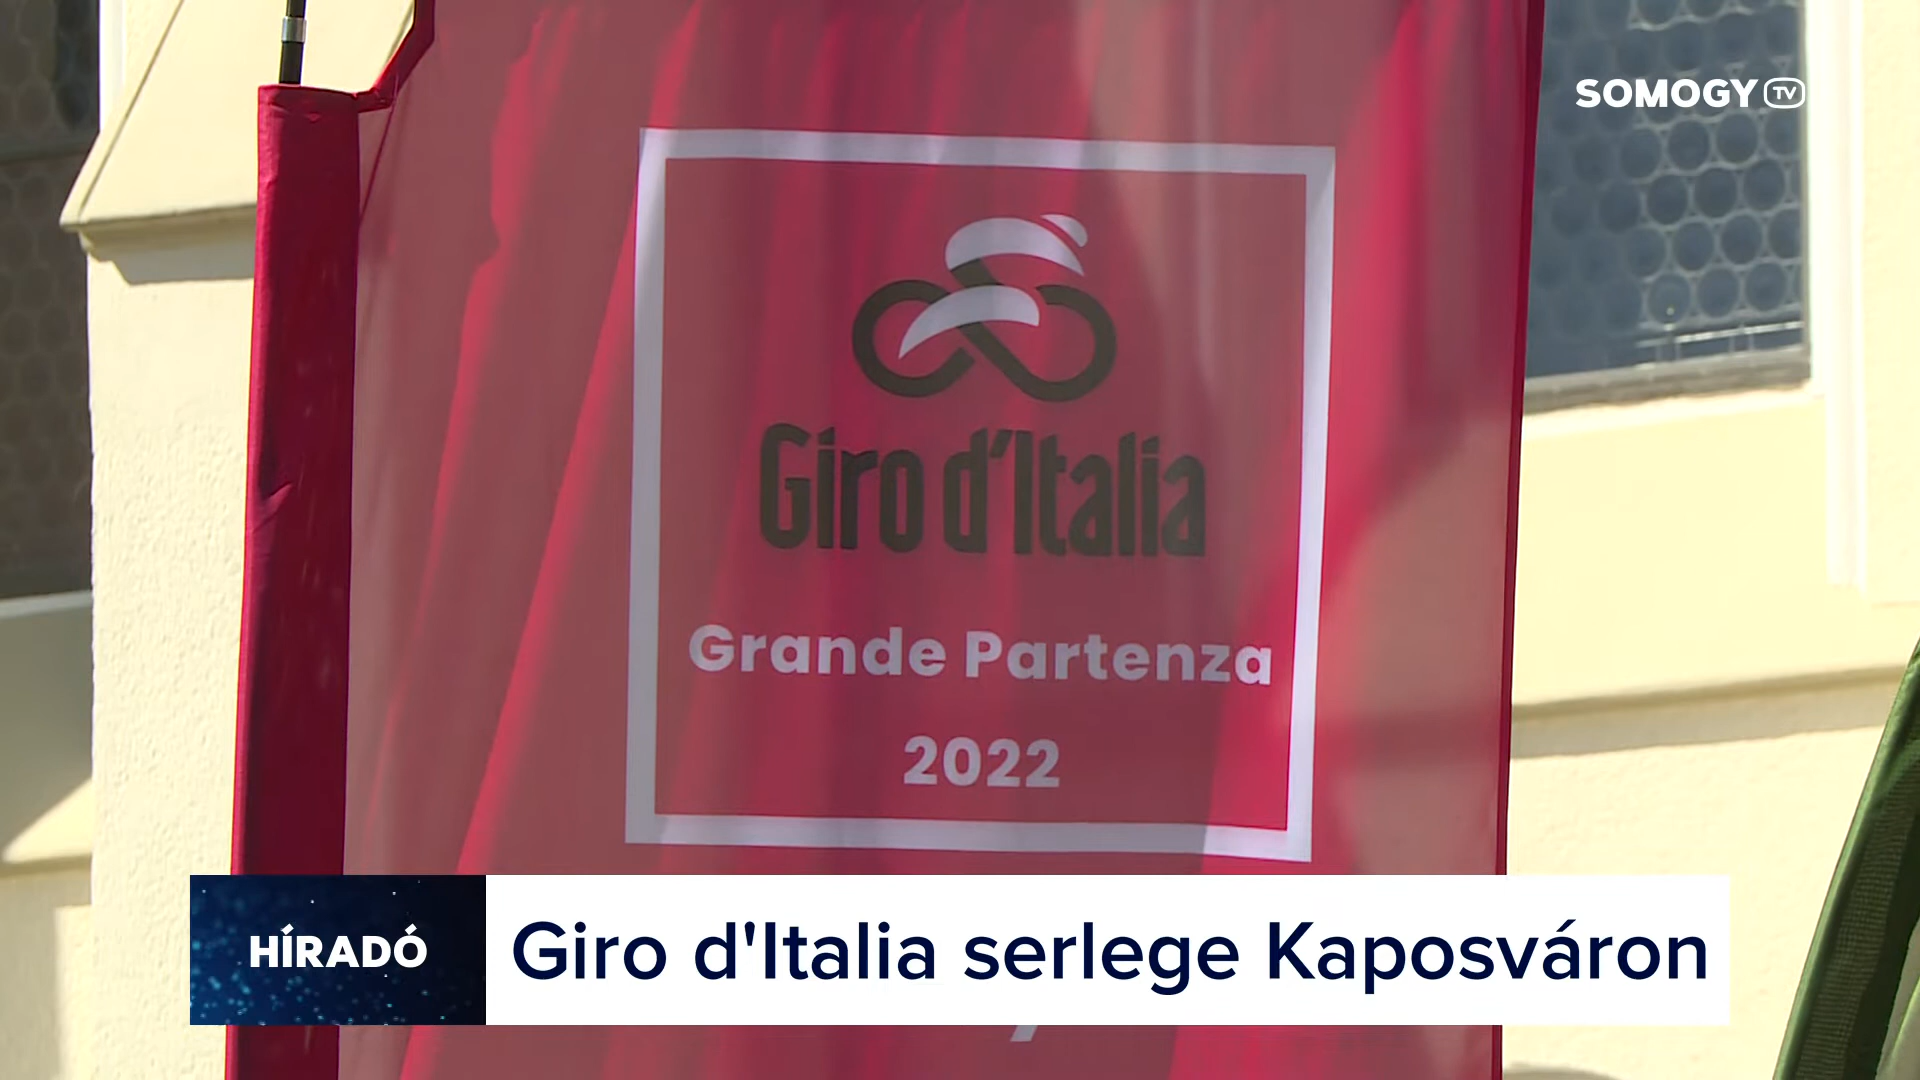 SOMOGY TV
Giro d'Italia
Grande Partenza
2022
HÍRADÓ
Giro d'Italia serlege Kaposváron